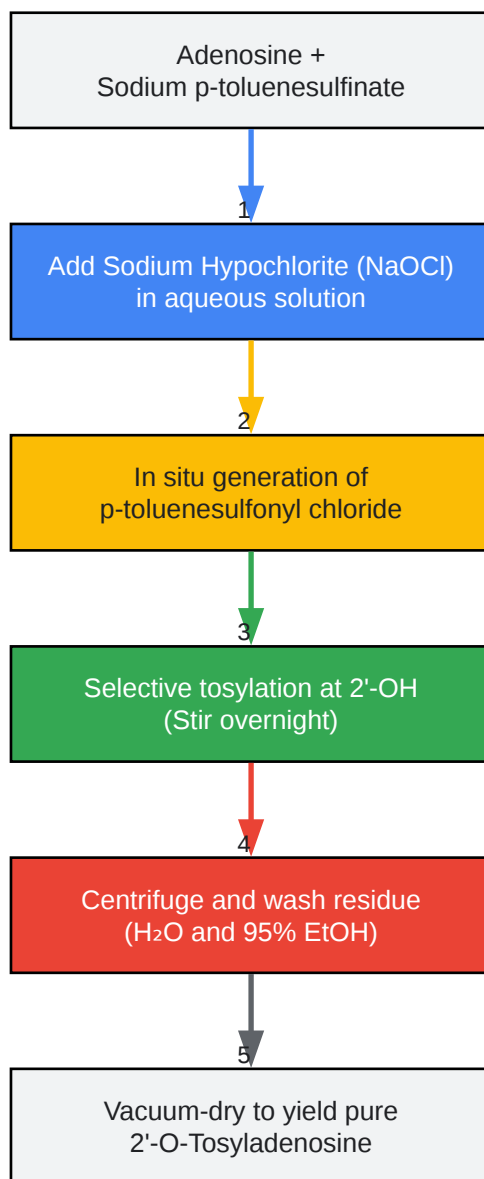 Adenosine +
Sodium p-toluenesulfinate
1
Add Sodium Hypochlorite (NaOCl)
in aqueous solution
2
In situ generation of
p-toluenesulfonyl chloride
3
Selective tosylation at 2'-OH
(Stir overnight)
4
Centrifuge and wash residue
(H₂O and 95% EtOH)
5
Vacuum-dry to yield pure
2'-O-Tosyladenosine